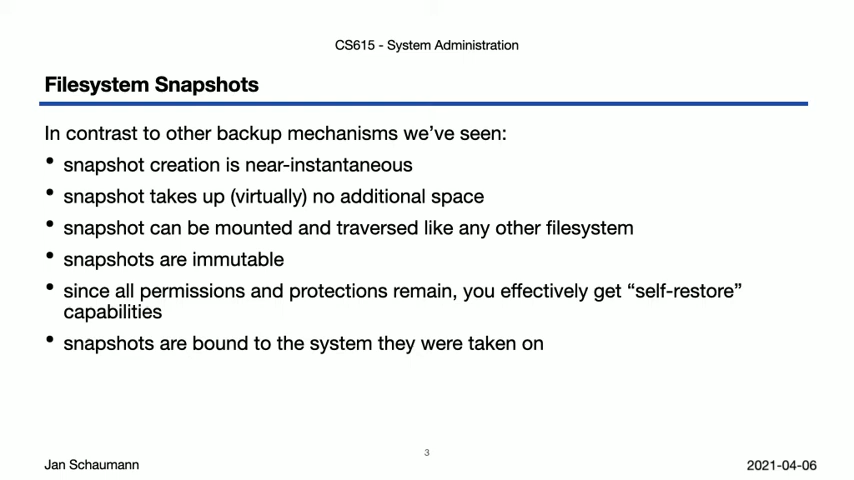 CS615 - System Administration
Filesystem Snapshots
In contrast to other backup mechanisms we’ve seen:
• snapshot creation is near-instantaneous
• snapshot takes up (virtually) no additional space
• snapshot can be mounted and traversed like any other filesystem
• snapshots are immutable
• since all permissions and protections remain, you effectively get “self-restore”
capabilities
• snapshots are bound to the system they were taken on
3
Jan Schaumann
2021-04-06